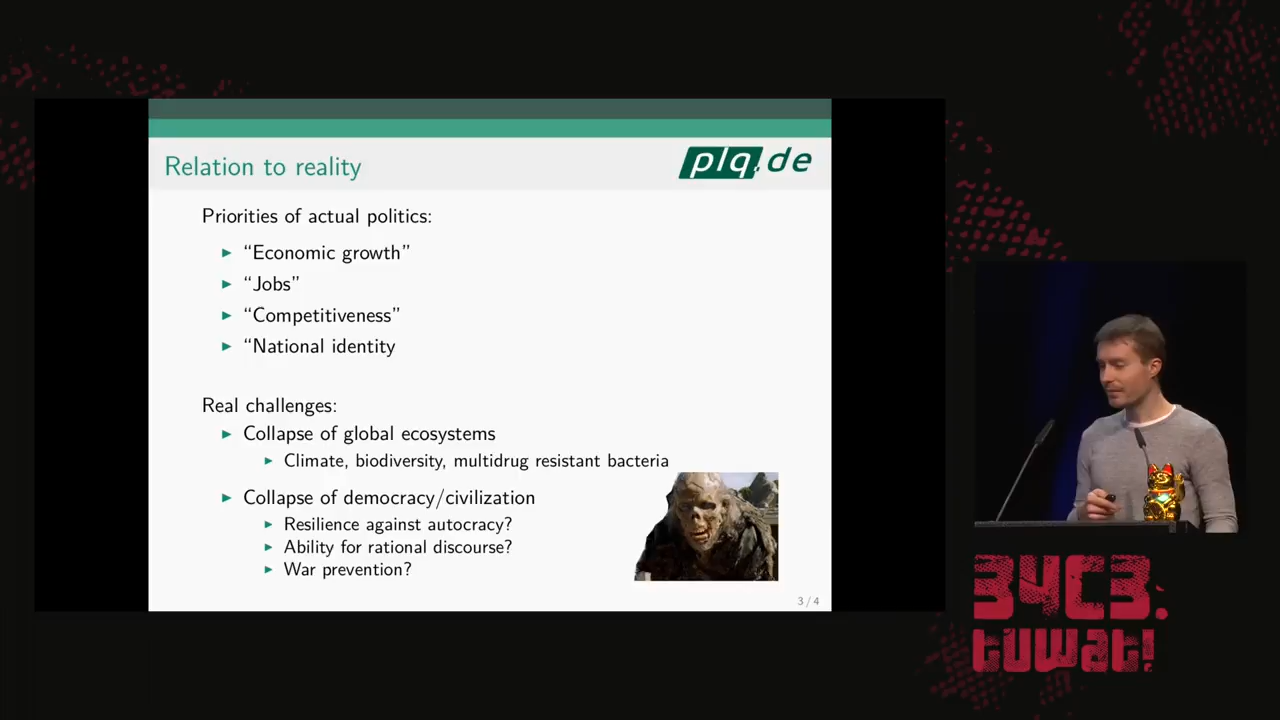 Relation to reality
plq.de
Priorities of actual politics:
“Economic growth”
“Jobs”
“Competitiveness”
“National identity
Real challenges:
Collapse of global ecosystems
Climate, biodiversity, multidrug resistant bacteria
Collapse of democracy/civilization
Resilience against autocracy?
Ability for rational discourse?
War prevention?
3 / 4
34C3.
tuwat!